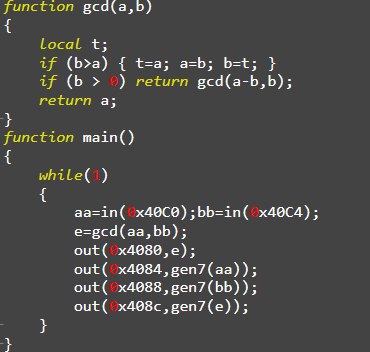 function gcd(a,b)
{
local t;
if (b>a) { t=a; a=b; b=t; }
if (b > 0) return gcd(a-b,b);
return a;
}
function main()
{
while(1)
{
aa=in(0x40C0);bb=in(0x40C4);
e=gcd(aa,bb);
out(0x4080,e);
out(0x4084,gen7(aa));
out(0x4088,gen7(bb));
out(0x408c,gen7(e));
}
}